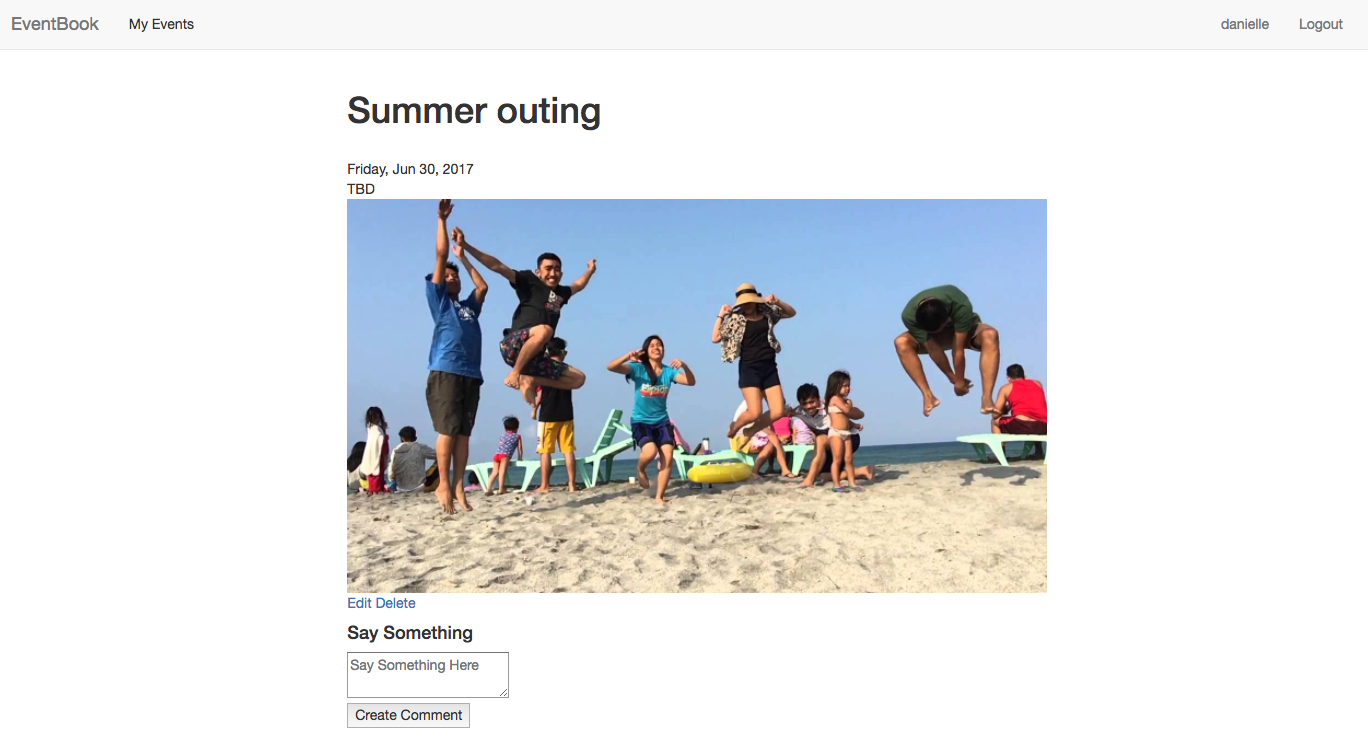 EventBook My Events danielle Logout
Summer outing
Friday, Jun 30, 2017
TBD
Edit Delete
Say Something
Say Something Here
Create Comment